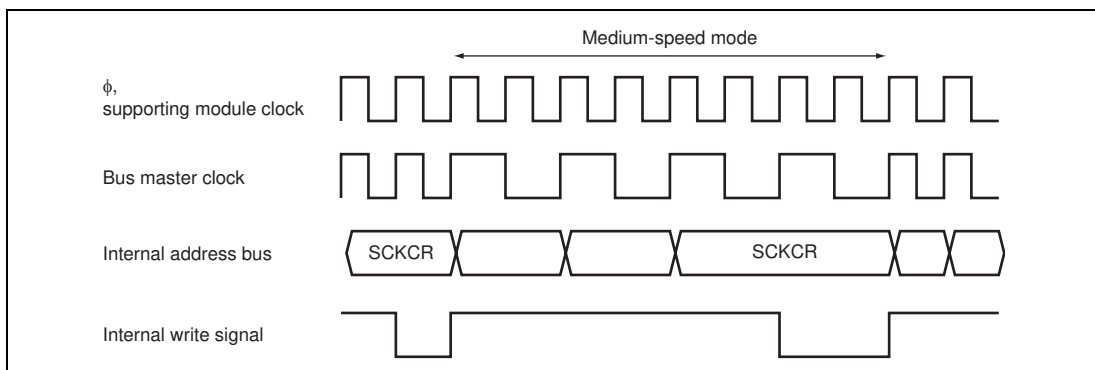 Medium-speed mode
ϕ,
supporting module clock
Bus master clock
Internal address bus
SCKCR
SCKCR
Internal write signal